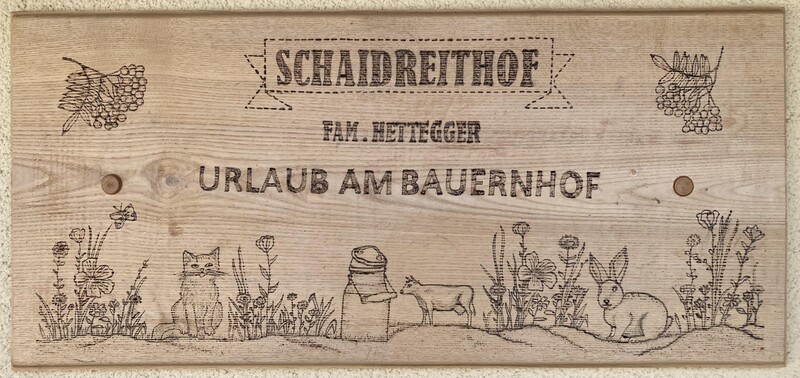 SCHAIDREITHOF
FAM. HETTEGGER
URLAUB AM BAUERNHOF